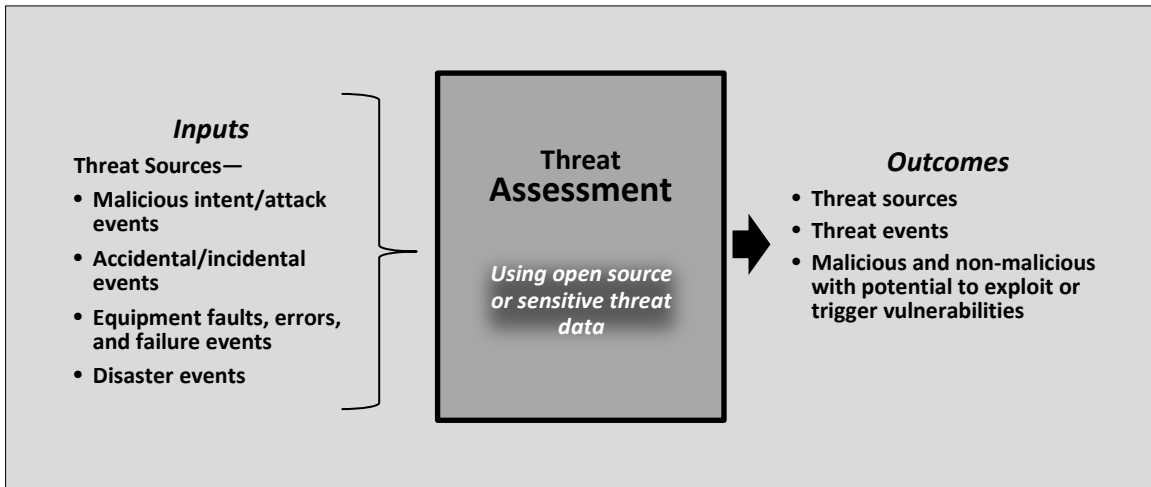 Inputs
Threat Sources—
• Malicious intent/attack
events
• Accidental/incidental
events
• Equipment faults, errors,
and failure events
• Disaster events
Threat
Assessment
Using open source
or sensitive threat
data
Outcomes
• Threat sources
• Threat events
• Malicious and non-malicious
with potential to exploit or
trigger vulnerabilities